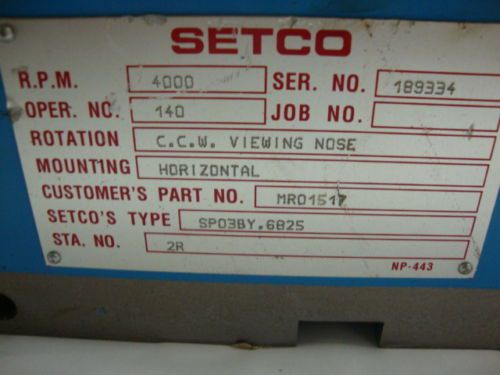 SETCO
R.P.M. 4000 SER. NO. 189334
OPER. NO. 140 JOB NO.
ROTATION C.C.W. VIEWING NOSE
MOUNTING HORIZONTAL
CUSTOMER'S PART NO. MR01517
SETCO'S TYPE SP03BY.6825
STA. NO. 2R
NP-443